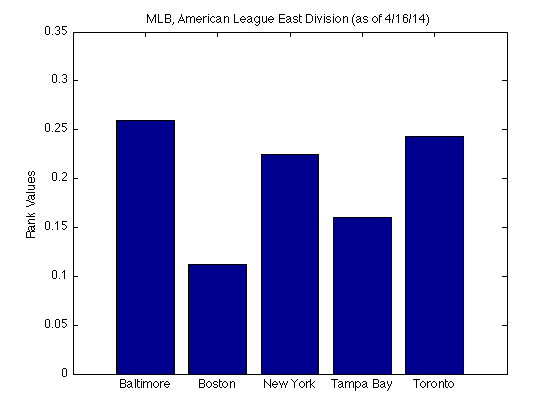 MLB, American League East Division (as of 4/16/14)
0.35
0.3
0.25
0.2
0.15
0.1
0.05
0
Rank Values
Baltimore Boston New York Tampa Bay Toronto